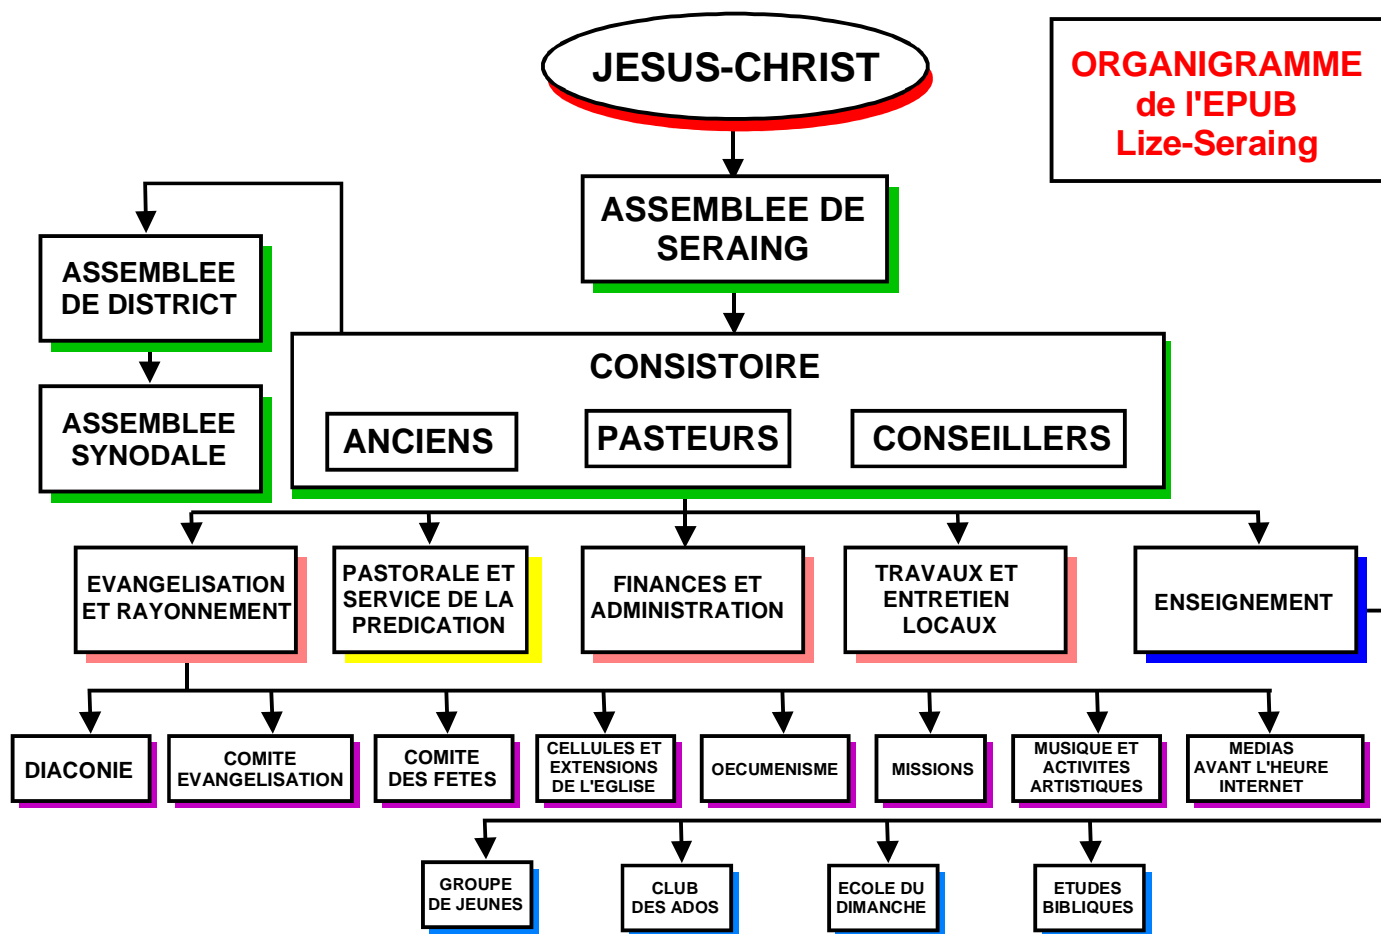 JESUS-CHRIST
ORGANIGRAMME
de l'EPUB
Lize-Seraing
ASSEMBLEE DE
SERAING
ASSEMBLEE
DE DISTRICT
ASSEMBLEE
SYNODALE
CONSISTOIRE
ANCIENS
PASTEURS
CONSEILLERS
EVANGELISATION
ET RAYONNEMENT
PASTORALE ET
SERVICE DE LA
PREDICATION
FINANCES ET
ADMINISTRATION
TRAVAUX ET
ENTRETIEN
LOCAUX
ENSEIGNEMENT
DIACONIE
COMITE
EVANGELISATION
COMITE
DES FETES
CELLULES ET
EXTENSIONS
DE L'EGLISE
OECUMENISME
MISSIONS
MUSIQUE ET
ACTIVITES
ARTISTIQUES
MEDIAS
AVANT L'HEURE
INTERNET
GROUPE
DE JEUNES
CLUB
DES ADOS
ECOLE DU
DIMANCHE
ETUDES
BIBLIQUES